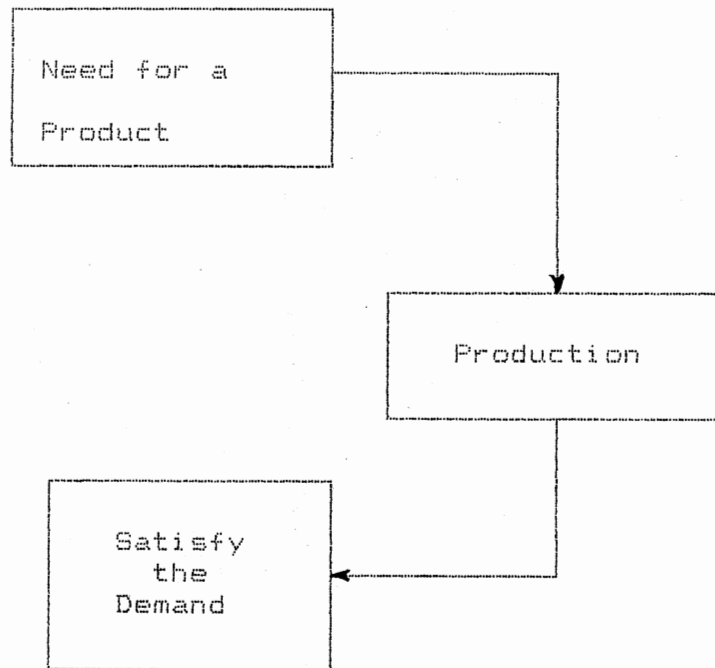 Need for a
Product
Production
Satisfy
the
Demand